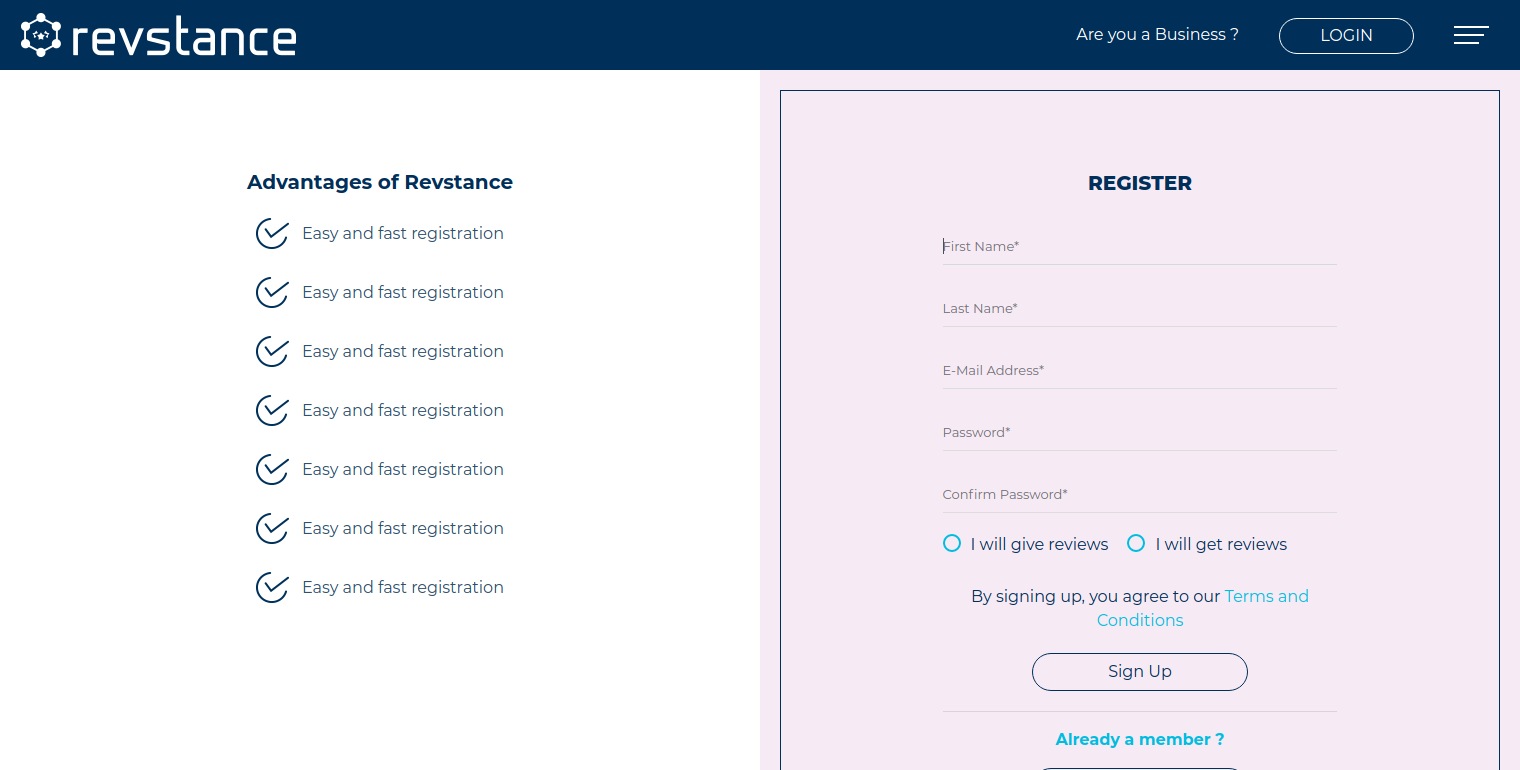 revstance
Are you a Business ?
LOGIN
Advantages of Revstance
Easy and fast registration
Easy and fast registration
Easy and fast registration
Easy and fast registration
Easy and fast registration
Easy and fast registration
Easy and fast registration
REGISTER
First Name*
Last Name*
E-Mail Address*
Password*
Confirm Password*
I will give reviews
I will get reviews
By signing up, you agree to our Terms and
Conditions
Sign Up
Already a member ?